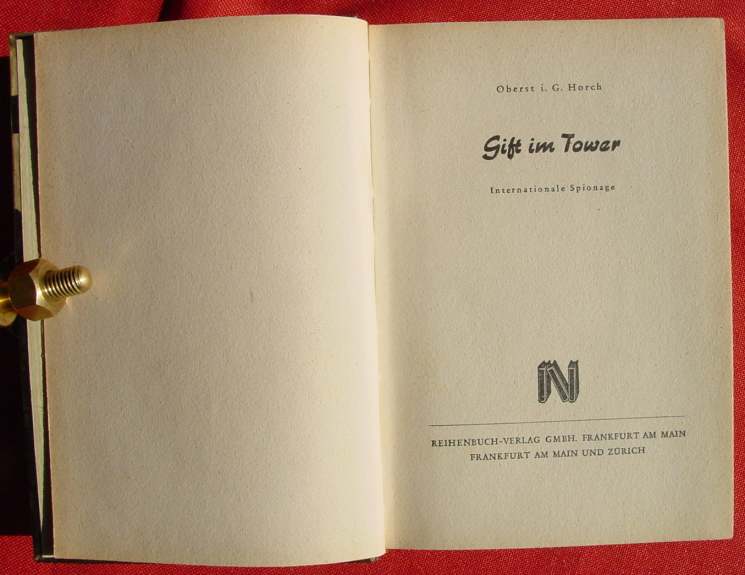 Oberst i. G. Horch
Gift im Tower
Internationale Spionage
REIHENBUCH-VERLAG GMBH. FRANKFURT AM MAIN
FRANKFURT AM MAIN UND ZÜRICH